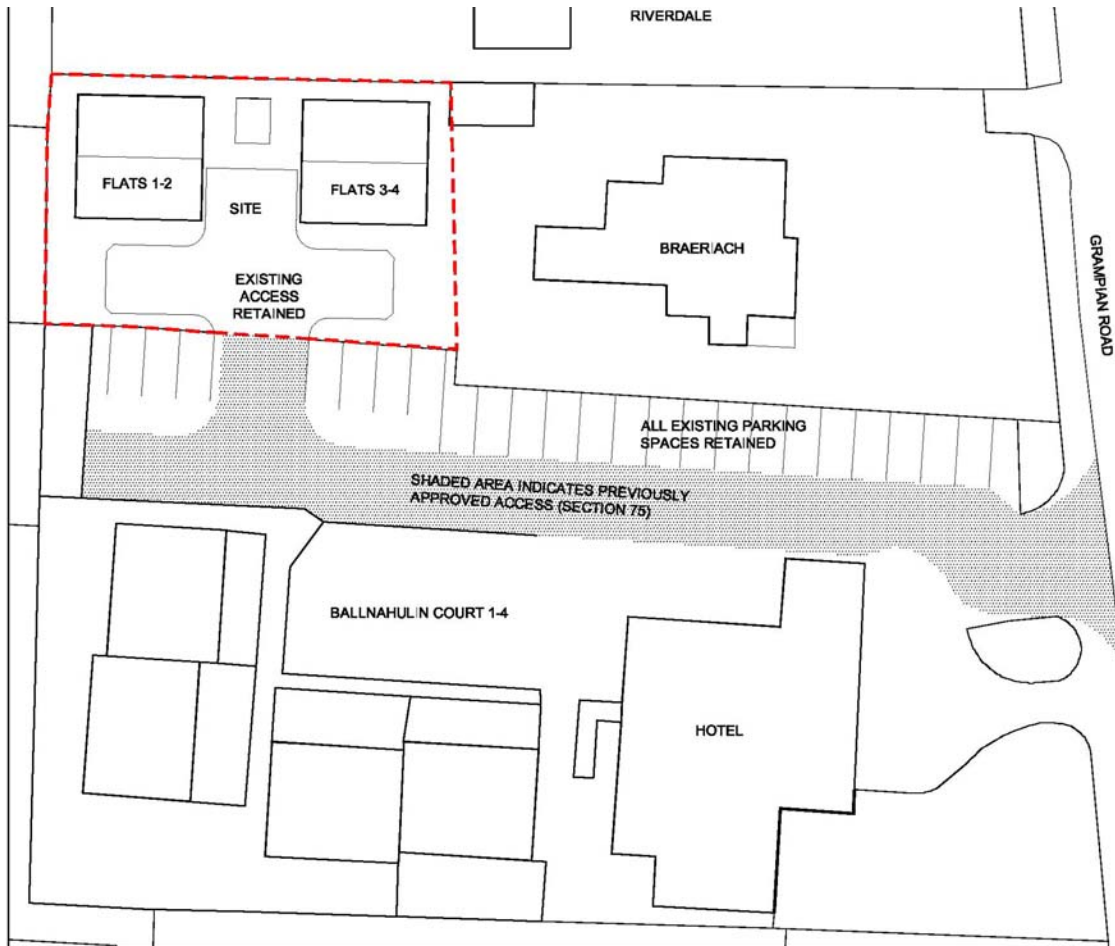 RIVERDALE
FLATS 1-2
FLATS 3-4
SITE
EXISTING
ACCESS
RETAINED
BRAERIACH
GRAMPIAN ROAD
ALL EXISTING PARKING
SPACES RETAINED
SHADED AREA INDICATES PREVIOUSLY
APPROVED ACCESS (SECTION 75)
BALLNAHULIN COURT 1-4
HOTEL